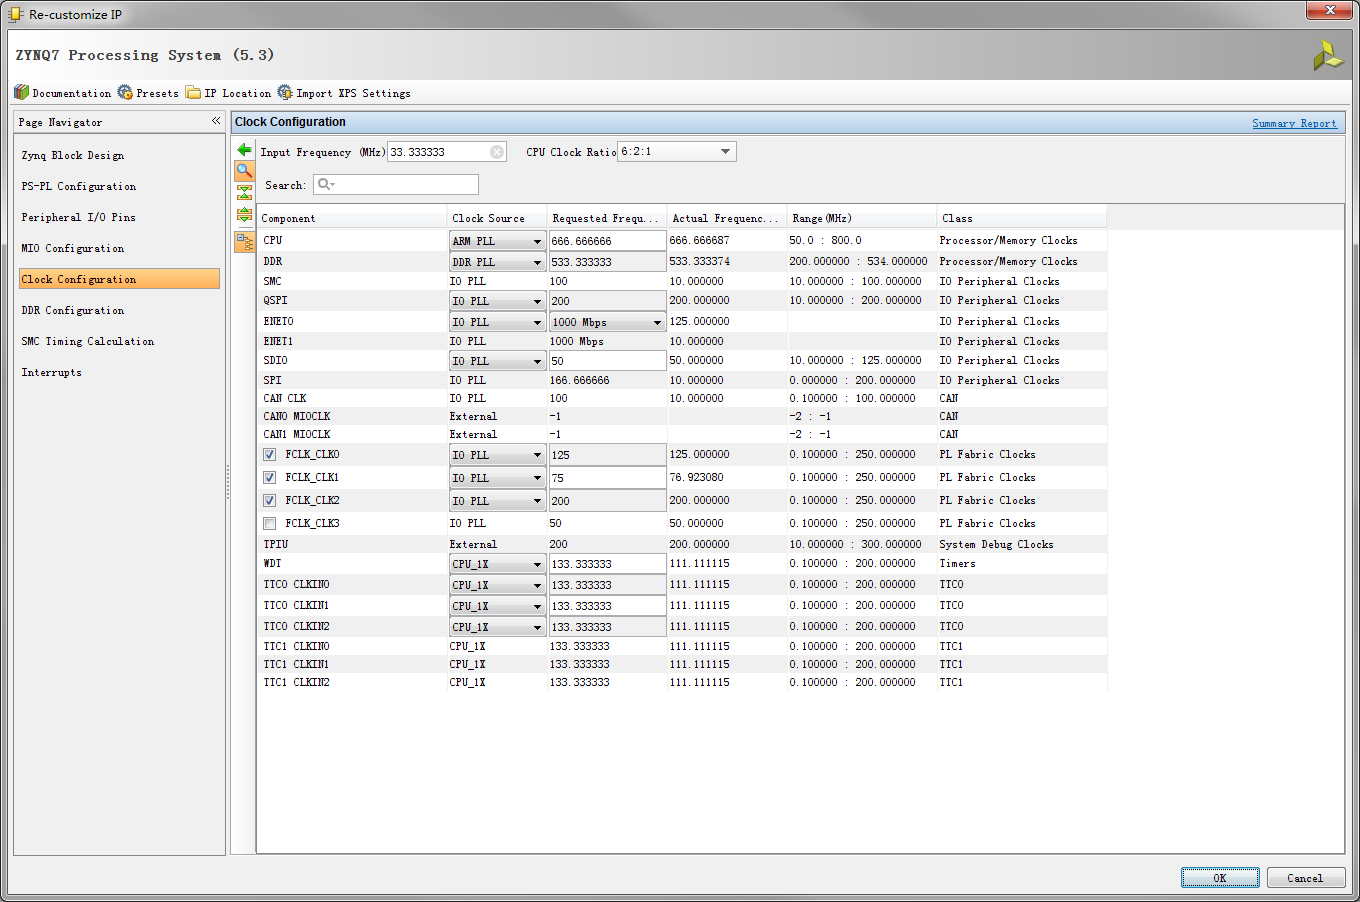 Re-customize IP
ZYNQ7 Processing System (5.3)
Documentation Presets IP Location Import XPS Settings
Page Navigator «
Zynq Block Design
PS-PL Configuration
Peripheral I/O Pins
MIO Configuration
Clock Configuration
DDR Configuration
SMC Timing Calculation
Interrupts
Clock Configuration Summary Report
Input Frequency (MHz) 33.333333 CPU Clock Ratio 6:2:1
Search:
Component Clock Source Requested Frequ... Actual Frequenc... Range(MHz) Class
CPU ARM PLL 666.666666 666.666687 50.0 : 800.0 Processor/Memory Clocks
DDR DDR PLL 533.333333 533.333374 200.000000 : 534.000000 Processor/Memory Clocks
SMC IO PLL 100 10.000000 10.000000 : 100.000000 IO Peripheral Clocks
QSPI IO PLL 200 200.000000 10.000000 : 200.000000 IO Peripheral Clocks
ENET0 IO PLL 1000 Mbps 125.000000 IO Peripheral Clocks
ENET1 IO PLL 1000 Mbps 10.000000 IO Peripheral Clocks
SDIO IO PLL 50 50.000000 10.000000 : 125.000000 IO Peripheral Clocks
SPI IO PLL 166.666666 10.000000 0.000000 : 200.000000 IO Peripheral Clocks
CAN CLK IO PLL 100 10.000000 0.100000 : 100.000000 CAN
CAN0 MIOCLK External -1 -2 : -1 CAN
CAN1 MIOCLK External -1 -2 : -1 CAN
FCLK_CLK0 IO PLL 125 125.000000 0.100000 : 250.000000 PL Fabric Clocks
FCLK_CLK1 IO PLL 75 76.923080 0.100000 : 250.000000 PL Fabric Clocks
FCLK_CLK2 IO PLL 200 200.000000 0.100000 : 250.000000 PL Fabric Clocks
FCLK_CLK3 IO PLL 50 50.000000 0.100000 : 250.000000 PL Fabric Clocks
TPIU External 200 200.000000 10.000000 : 300.000000 System Debug Clocks
WDT CPU_1X 133.333333 111.111115 0.100000 : 200.000000 Timers
TTC0 CLKIN0 CPU_1X 133.333333 111.111115 0.100000 : 200.000000 TTC0
TTC0 CLKIN1 CPU_1X 133.333333 111.111115 0.100000 : 200.000000 TTC0
TTC0 CLKIN2 CPU_1X 133.333333 111.111115 0.100000 : 200.000000 TTC0
TTC1 CLKIN0 CPU_1X 133.333333 111.111115 0.100000 : 200.000000 TTC1
TTC1 CLKIN1 CPU_1X 133.333333 111.111115 0.100000 : 200.000000 TTC1
TTC1 CLKIN2 CPU_1X 133.333333 111.111115 0.100000 : 200.000000 TTC1
OK Cancel